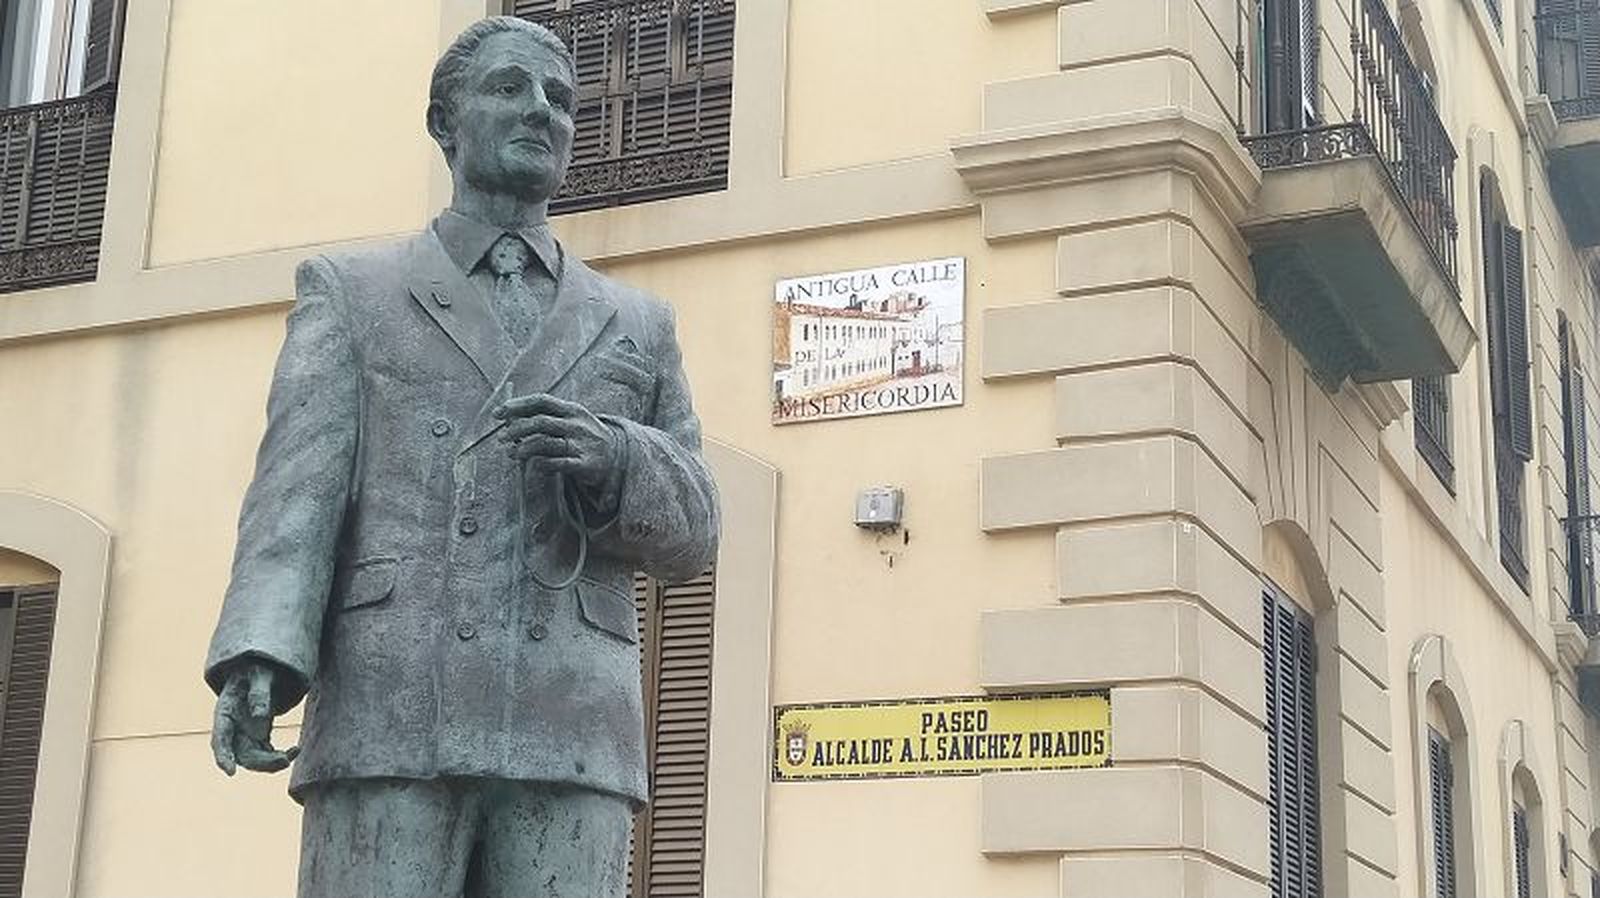 ANTIGUA CALLE
DE LA
MISERICORDIA
PASEO
ALCALDE A.L. SANCHEZ PRADOS